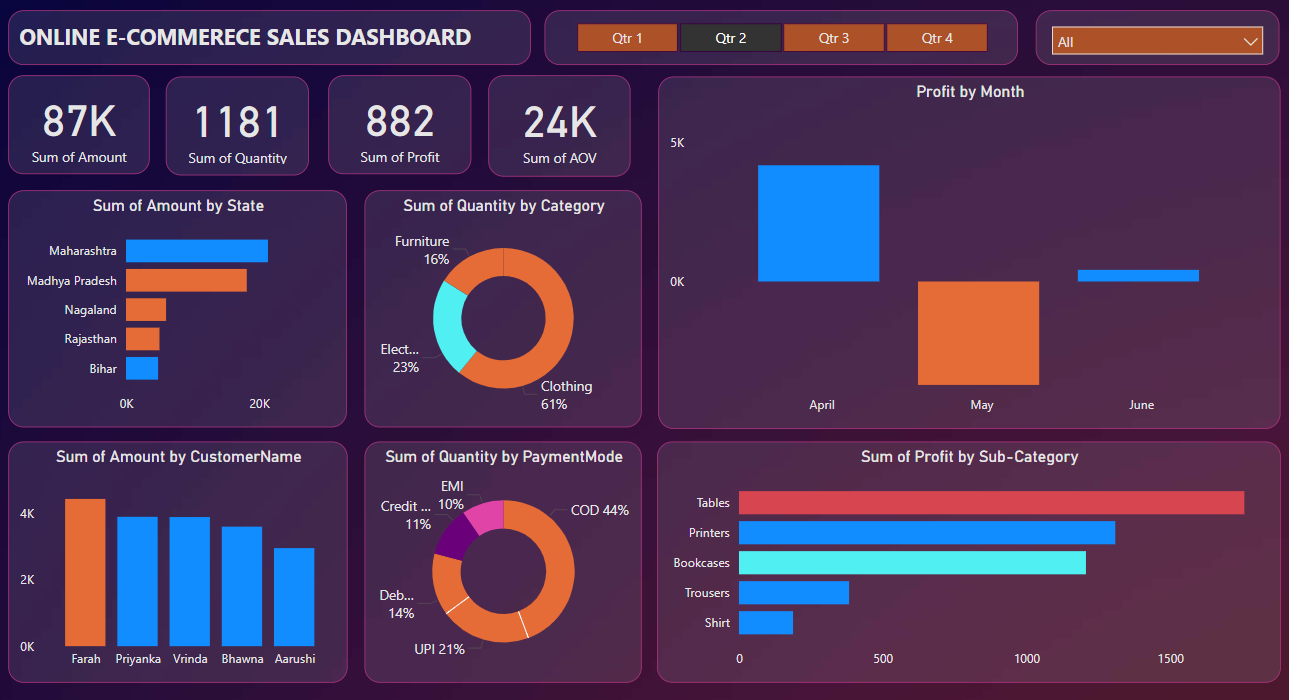 ONLINE E-COMMERECE SALES DASHBOARD
Qtr 1
Qtr 2
Qtr 3
Qtr 4
All
87K
Sum of Amount
1181
Sum of Quantity
882
Sum of Profit
24K
Sum of AOV
Profit by Month
5K
0K
April
May
June
Sum of Amount by State
Maharashtra
Madhya Pradesh
Nagaland
Rajasthan
Bihar
0K
20K
Sum of Quantity by Category
Furniture
16%
Elect...
23%
Clothing
61%
Sum of Amount by CustomerName
4K
2K
0K
Farah
Priyanka
Vrinda
Bhawna
Aarushi
Sum of Quantity by PaymentMode
EMI
10%
Credit ...
11%
COD 44%
Deb...
14%
UPI 21%
Sum of Profit by Sub-Category
Tables
Printers
Bookcases
Trousers
Shirt
0
500
1000
1500